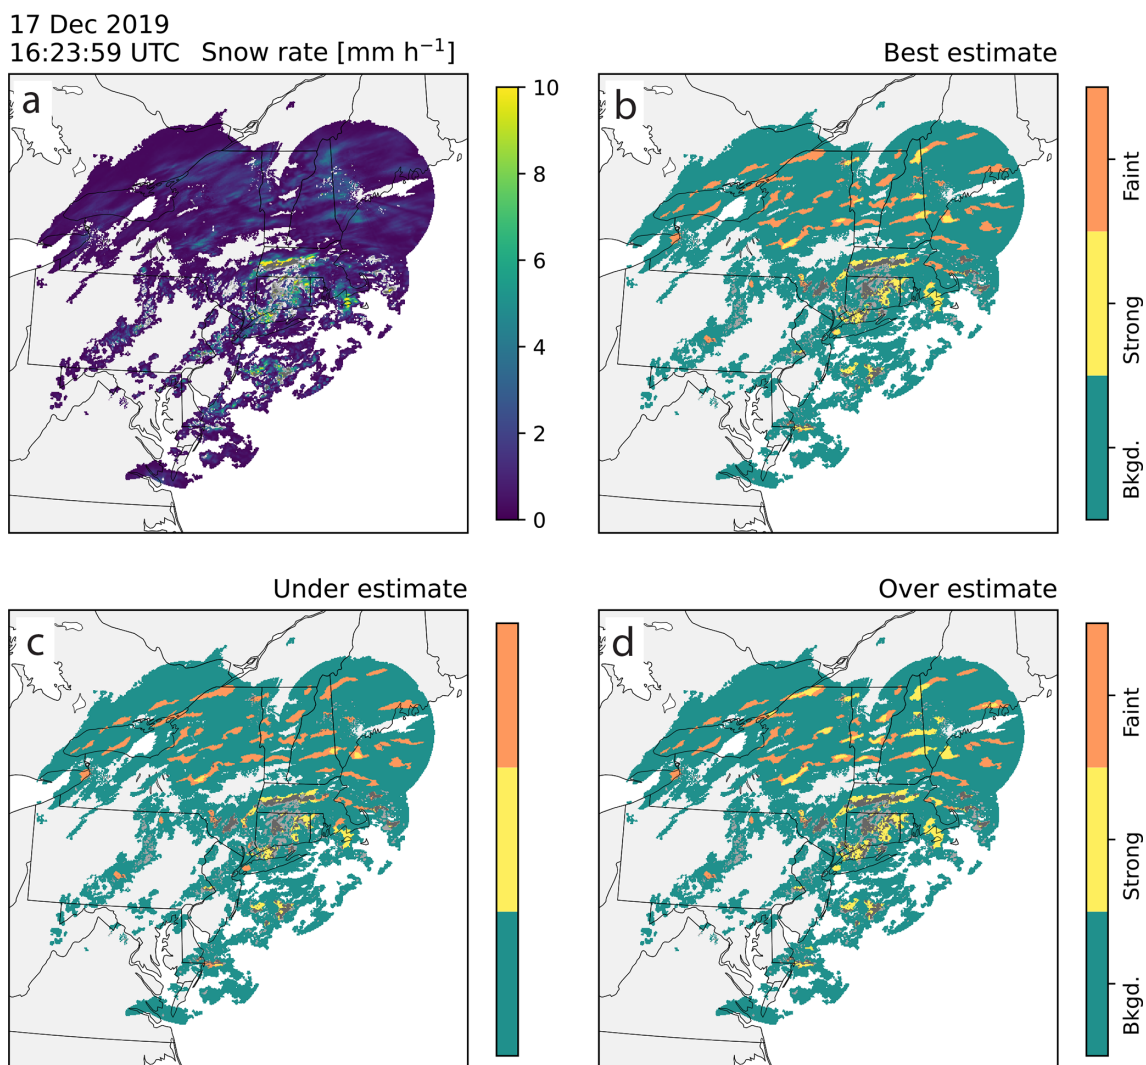 17 Dec 2019
16:23:59 UTC Snow rate [mm h⁻¹]
Best estimate
a
10
8
6
4
2
0
b
Faint
Strong
Bkgd.
Under estimate
Over estimate
c
d
Faint
Strong
Bkgd.